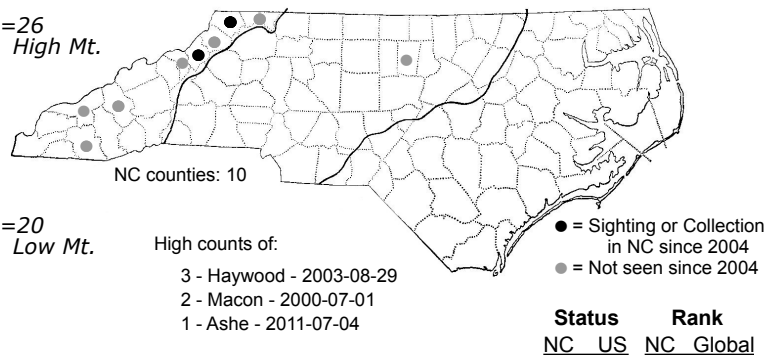 =26
High Mt.
NC counties: 10
=20
Low Mt.
High counts of:
3 - Haywood - 2003-08-29
2 - Macon - 2000-07-01
1 - Ashe - 2011-07-04
● = Sighting or Collection
in NC since 2004
● = Not seen since 2004
Status Rank
NC US NC Global